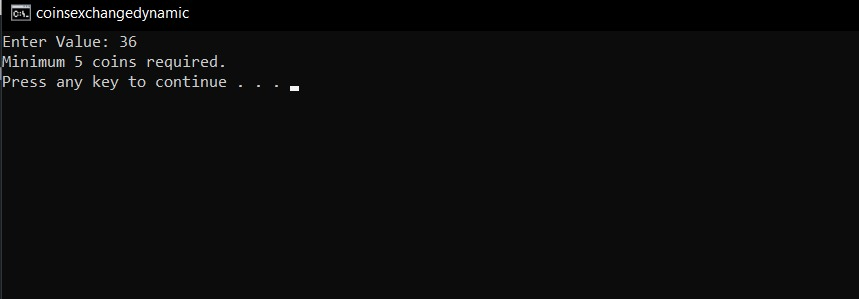 coinsexchangedynamic
Enter Value: 36
Minimum 5 coins required.
Press any key to continue . . .